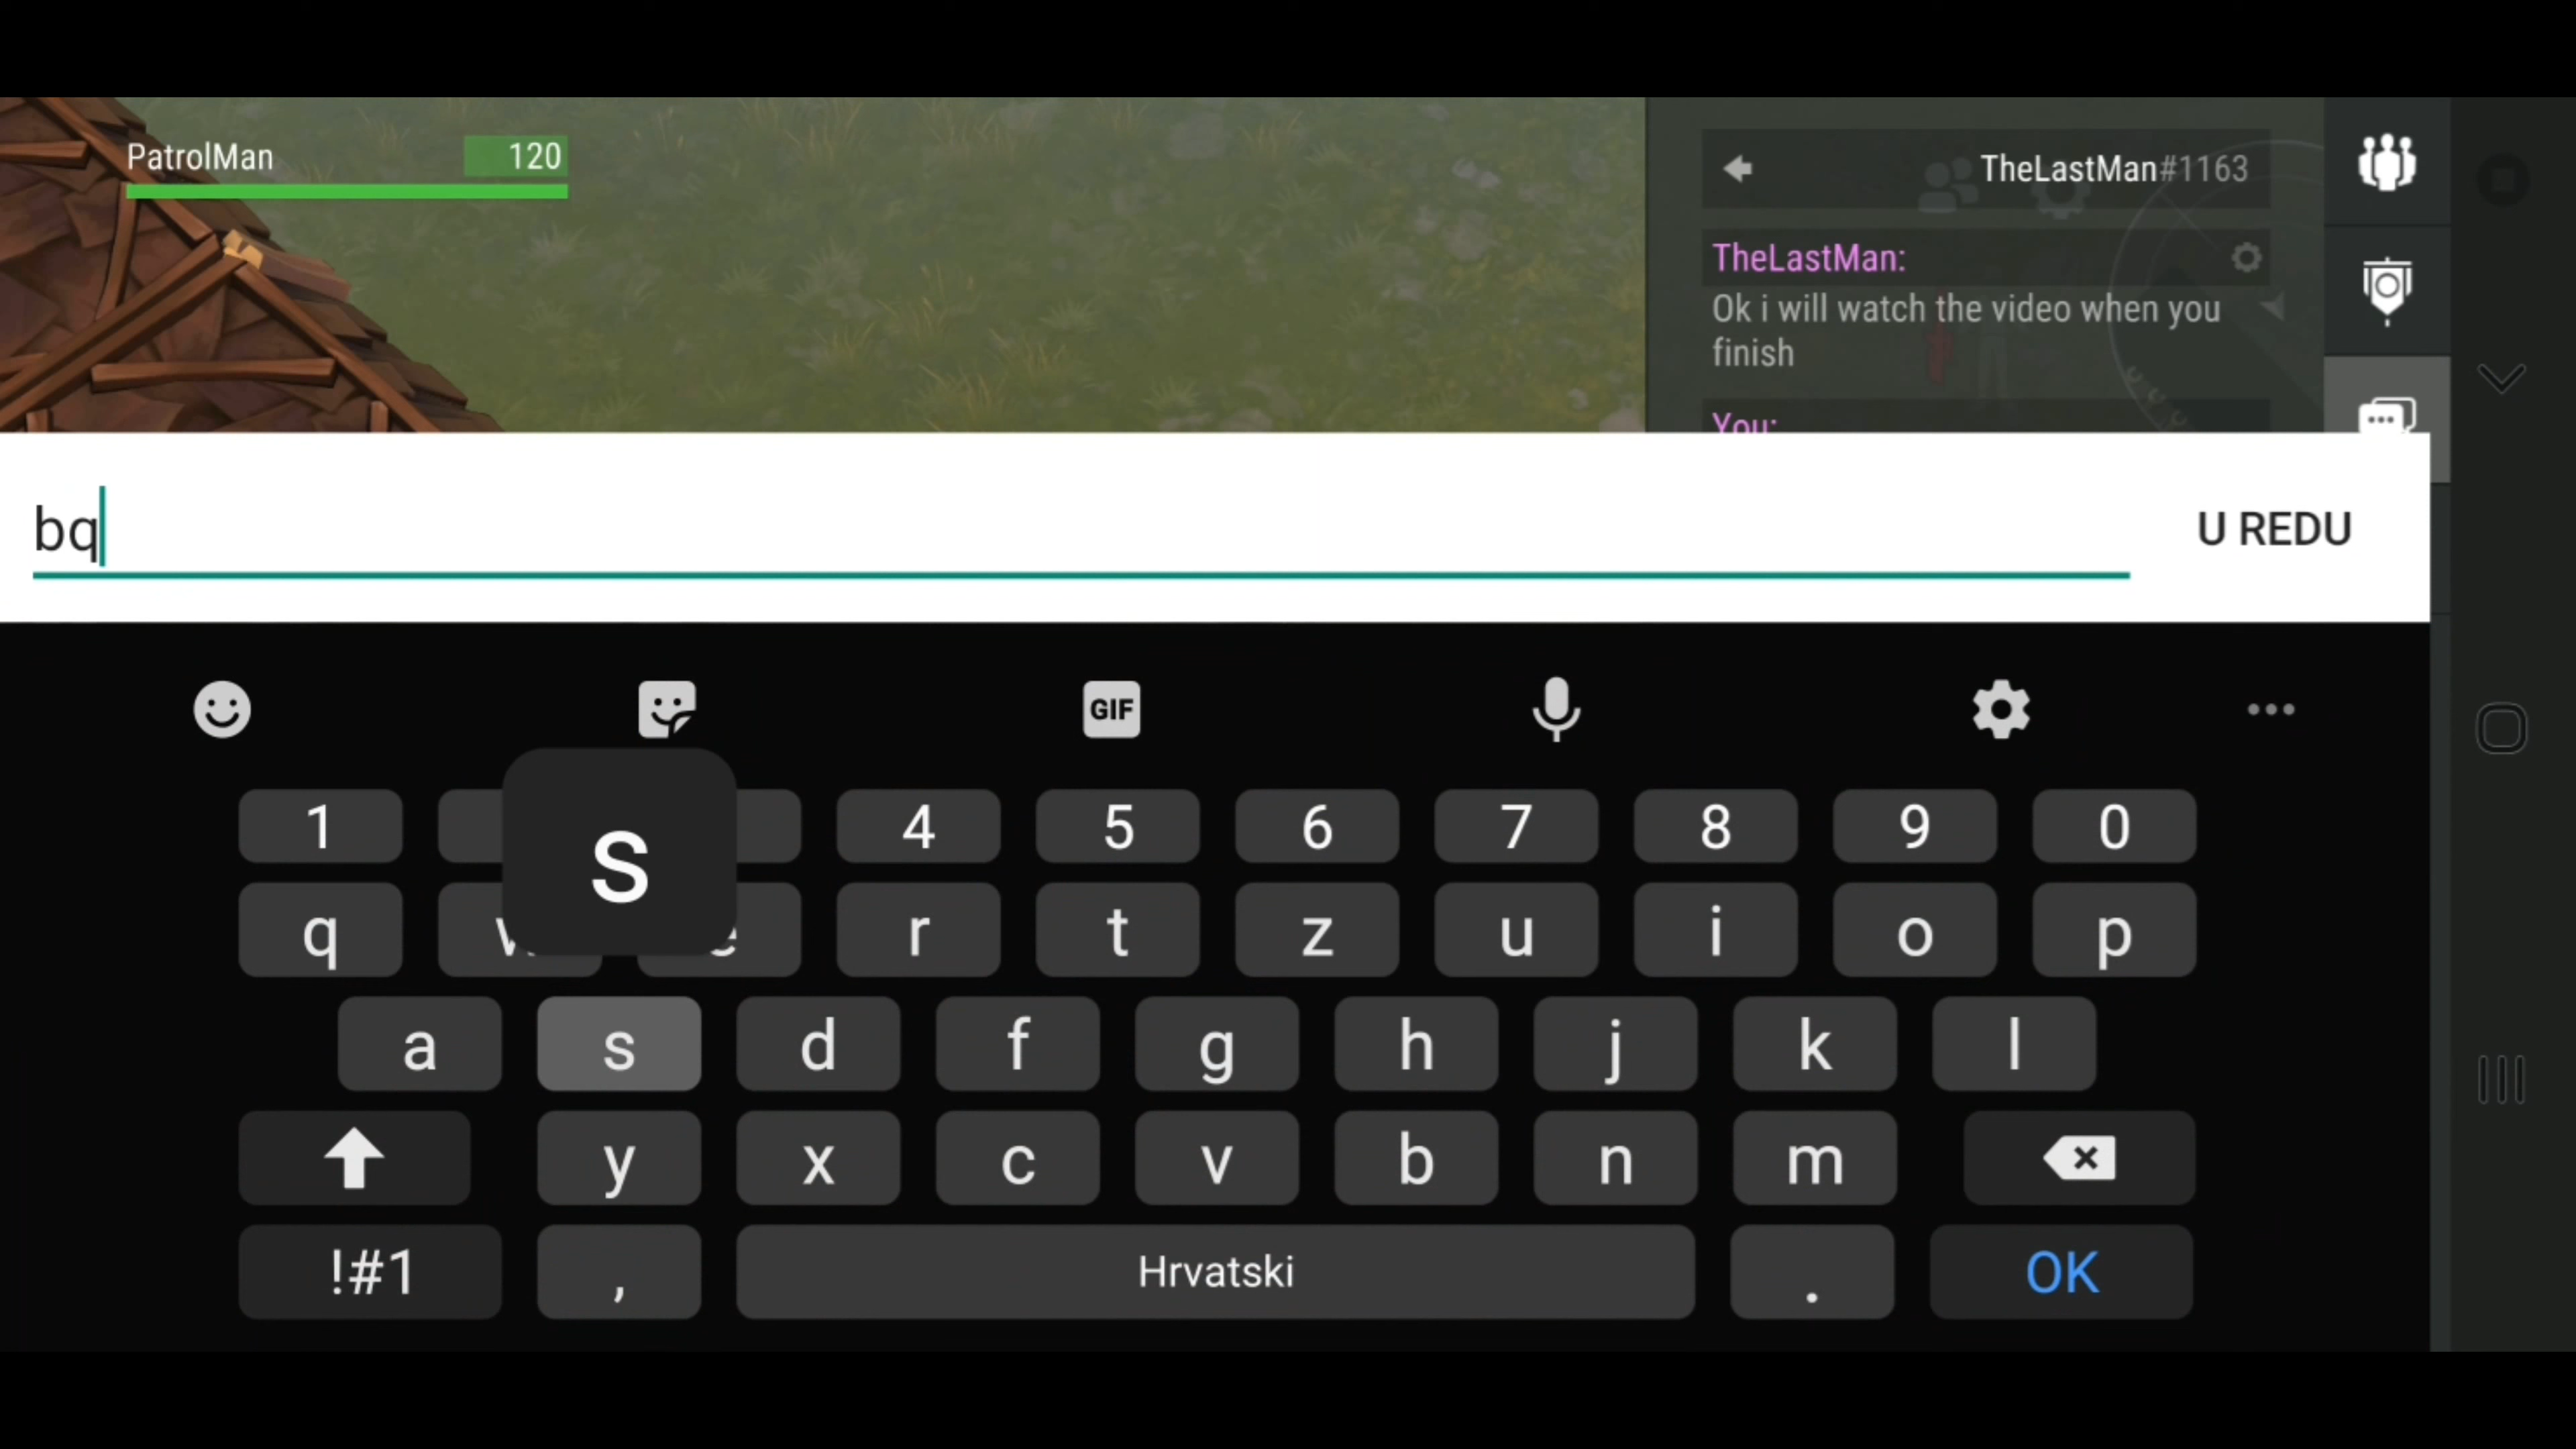 PatrolMan 120
TheLastMan#1163
TheLastMan:
Ok i will watch the video when you
finish
You:
bq
U REDU
GIF
s
1 4 5 6 7 8 9 0
q w e r t z u i o p
a s d f g h j k l
y x c v b n m
!#1 , Hrvatski . OK